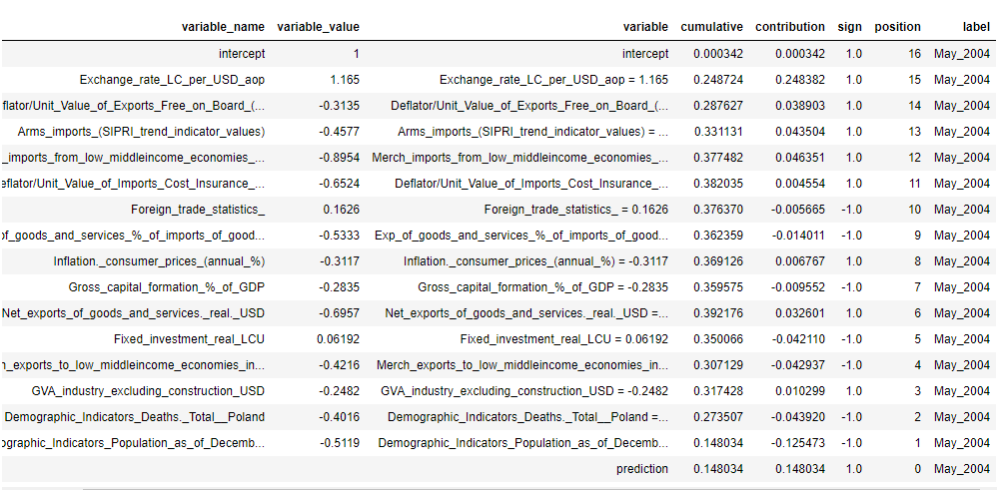 variable_name variable_value variable cumulative contribution sign position label
intercept 1 intercept 0.000342 0.000342 1.0 16 May_2004
Exchange_rate_LC_per_USD_aop 1.165 Exchange_rate_LC_per_USD_aop = 1.165 0.248724 0.248382 1.0 15 May_2004
flator/Unit_Value_of_Exports_Free_on_Board_(... -0.3135 Deflator/Unit_Value_of_Exports_Free_on_Board_(... 0.287627 0.038903 1.0 14 May_2004
Arms_imports_(SIPRI_trend_indicator_values) -0.4577 Arms_imports_(SIPRI_trend_indicator_values) = ... 0.331131 0.043504 1.0 13 May_2004
_imports_from_low_middleincome_economies_... -0.8954 Merch_imports_from_low_middleincome_economies_... 0.377482 0.046351 1.0 12 May_2004
eflator/Unit_Value_of_Imports_Cost_Insurance_... -0.6524 Deflator/Unit_Value_of_Imports_Cost_Insurance_... 0.382035 0.004554 1.0 11 May_2004
Foreign_trade_statistics_ 0.1626 Foreign_trade_statistics_ = 0.1626 0.376370 -0.005665 -1.0 10 May_2004
of_goods_and_services_%_of_imports_of_good... -0.5333 Exp_of_goods_and_services_%_of_imports_of_good... 0.362359 -0.014011 -1.0 9 May_2004
Inflation._consumer_prices_(annual_%) -0.3117 Inflation._consumer_prices_(annual_%) = -0.3117 0.369126 0.006767 1.0 8 May_2004
Gross_capital_formation_%_of_GDP -0.2835 Gross_capital_formation_%_of_GDP = -0.2835 0.359575 -0.009552 -1.0 7 May_2004
Net_exports_of_goods_and_services._real._USD -0.6957 Net_exports_of_goods_and_services._real._USD =... 0.392176 0.032601 1.0 6 May_2004
Fixed_investment_real_LCU 0.06192 Fixed_investment_real_LCU = 0.06192 0.350066 -0.042110 -1.0 5 May_2004
h_exports_to_low_middleincome_economies_in... -0.4216 Merch_exports_to_low_middleincome_economies_in... 0.307129 -0.042937 -1.0 4 May_2004
GVA_industry_excluding_construction_USD -0.2482 GVA_industry_excluding_construction_USD = -0.2482 0.317428 0.010299 1.0 3 May_2004
Demographic_Indicators_Deaths._Total__Poland -0.4016 Demographic_Indicators_Deaths._Total__Poland =... 0.273507 -0.043920 -1.0 2 May_2004
ographic_Indicators_Population_as_of_Decemb... -0.5119 Demographic_Indicators_Population_as_of_Decemb... 0.148034 -0.125473 -1.0 1 May_2004
prediction 0.148034 0.148034 1.0 0 May_2004